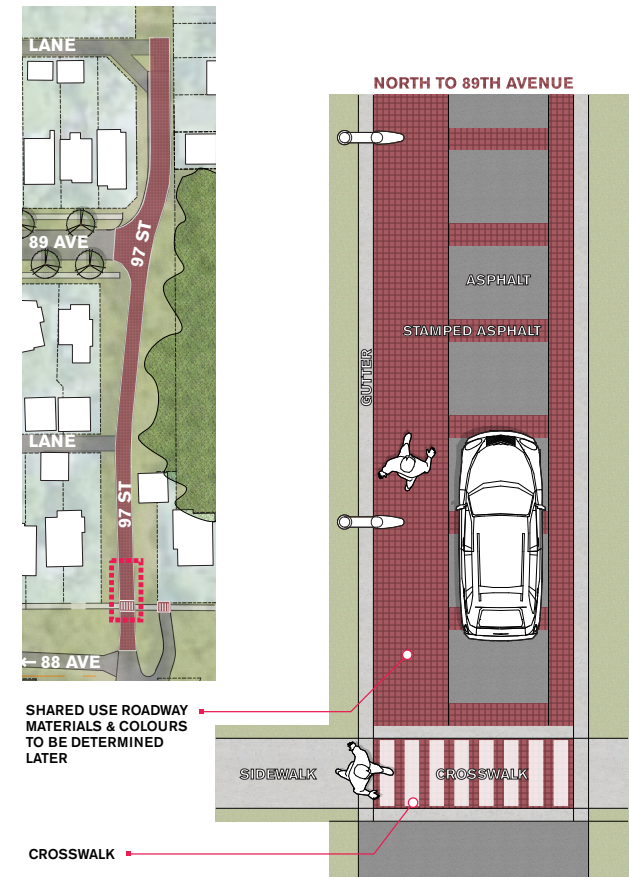 LANE
89 AVE
97 ST
LANE
97 ST
← 88 AVE
NORTH TO 89TH AVENUE
ASPHALT
STAMPED ASPHALT
GUTTER
SIDEWALK
CROSSWALK
SHARED USE ROADWAY
MATERIALS & COLOURS
TO BE DETERMINED
LATER
CROSSWALK